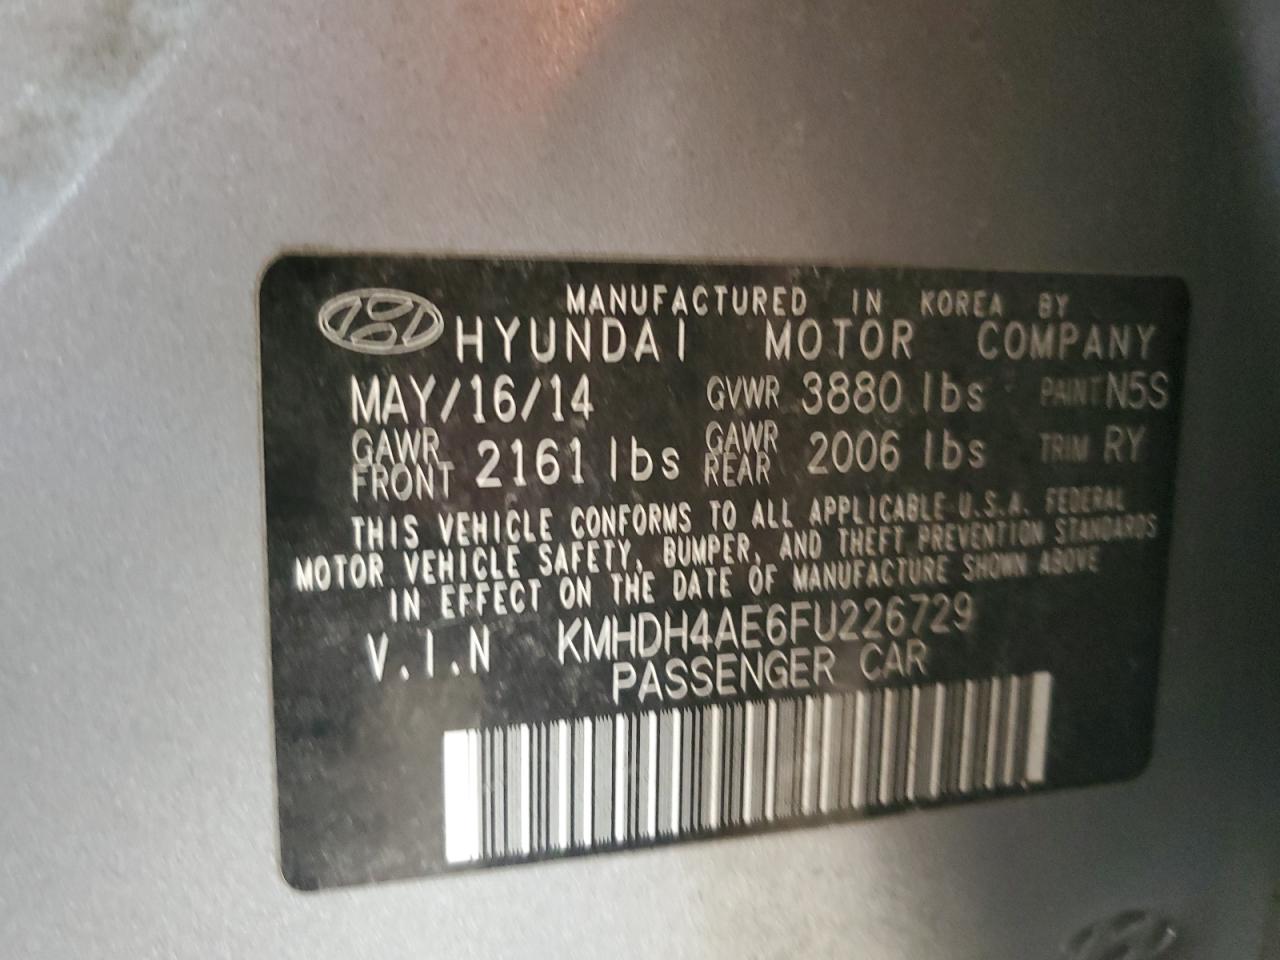 MANUFACTURED IN KOREA BY
HYUNDAI MOTOR COMPANY
MAY/16/14 GVWR 3880 lbs PAINT N5S
GAWR FRONT 2161 lbs GAWR REAR 2006 lbs TRIM RY
THIS VEHICLE CONFORMS TO ALL APPLICABLE U.S.A. FEDERAL
MOTOR VEHICLE SAFETY, BUMPER, AND THEFT PREVENTION STANDARDS
IN EFFECT ON THE DATE OF MANUFACTURE SHOWN ABOVE
V.I.N KMHDH4AE6FU226729
PASSENGER CAR